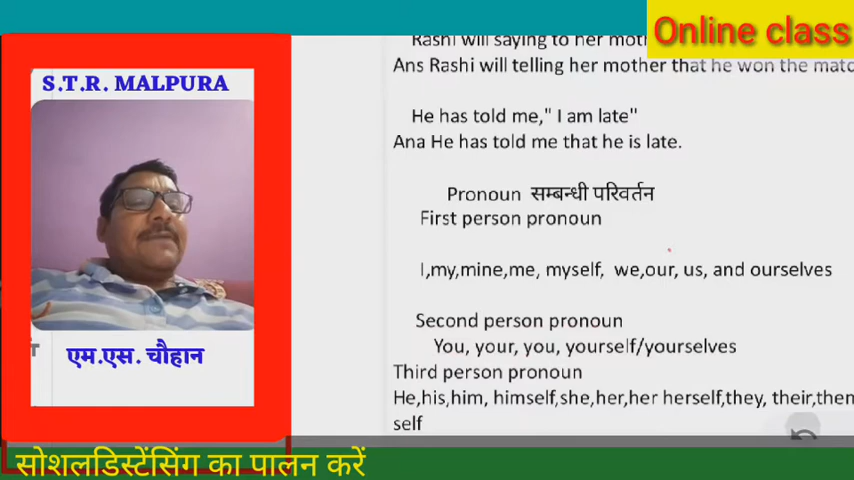 Online class
S.T.R. MALPURA
एम.एस. चौहान
Rashi will saying to her
Ans Rashi will telling her mother that he won the
He has told me," I am late"
Ana He has told me that he is late.
Pronoun सम्बन्धी परिवर्तन
First person pronoun
I,my,mine,me, myself, we,our, us, and ourselves
Second person pronoun
You, your, you, yourself/yourselves
Third person pronoun
He,his,him, himself,she,her,her herself,they, their,
self
सोशलडिस्टेंसिंग का पालन करें